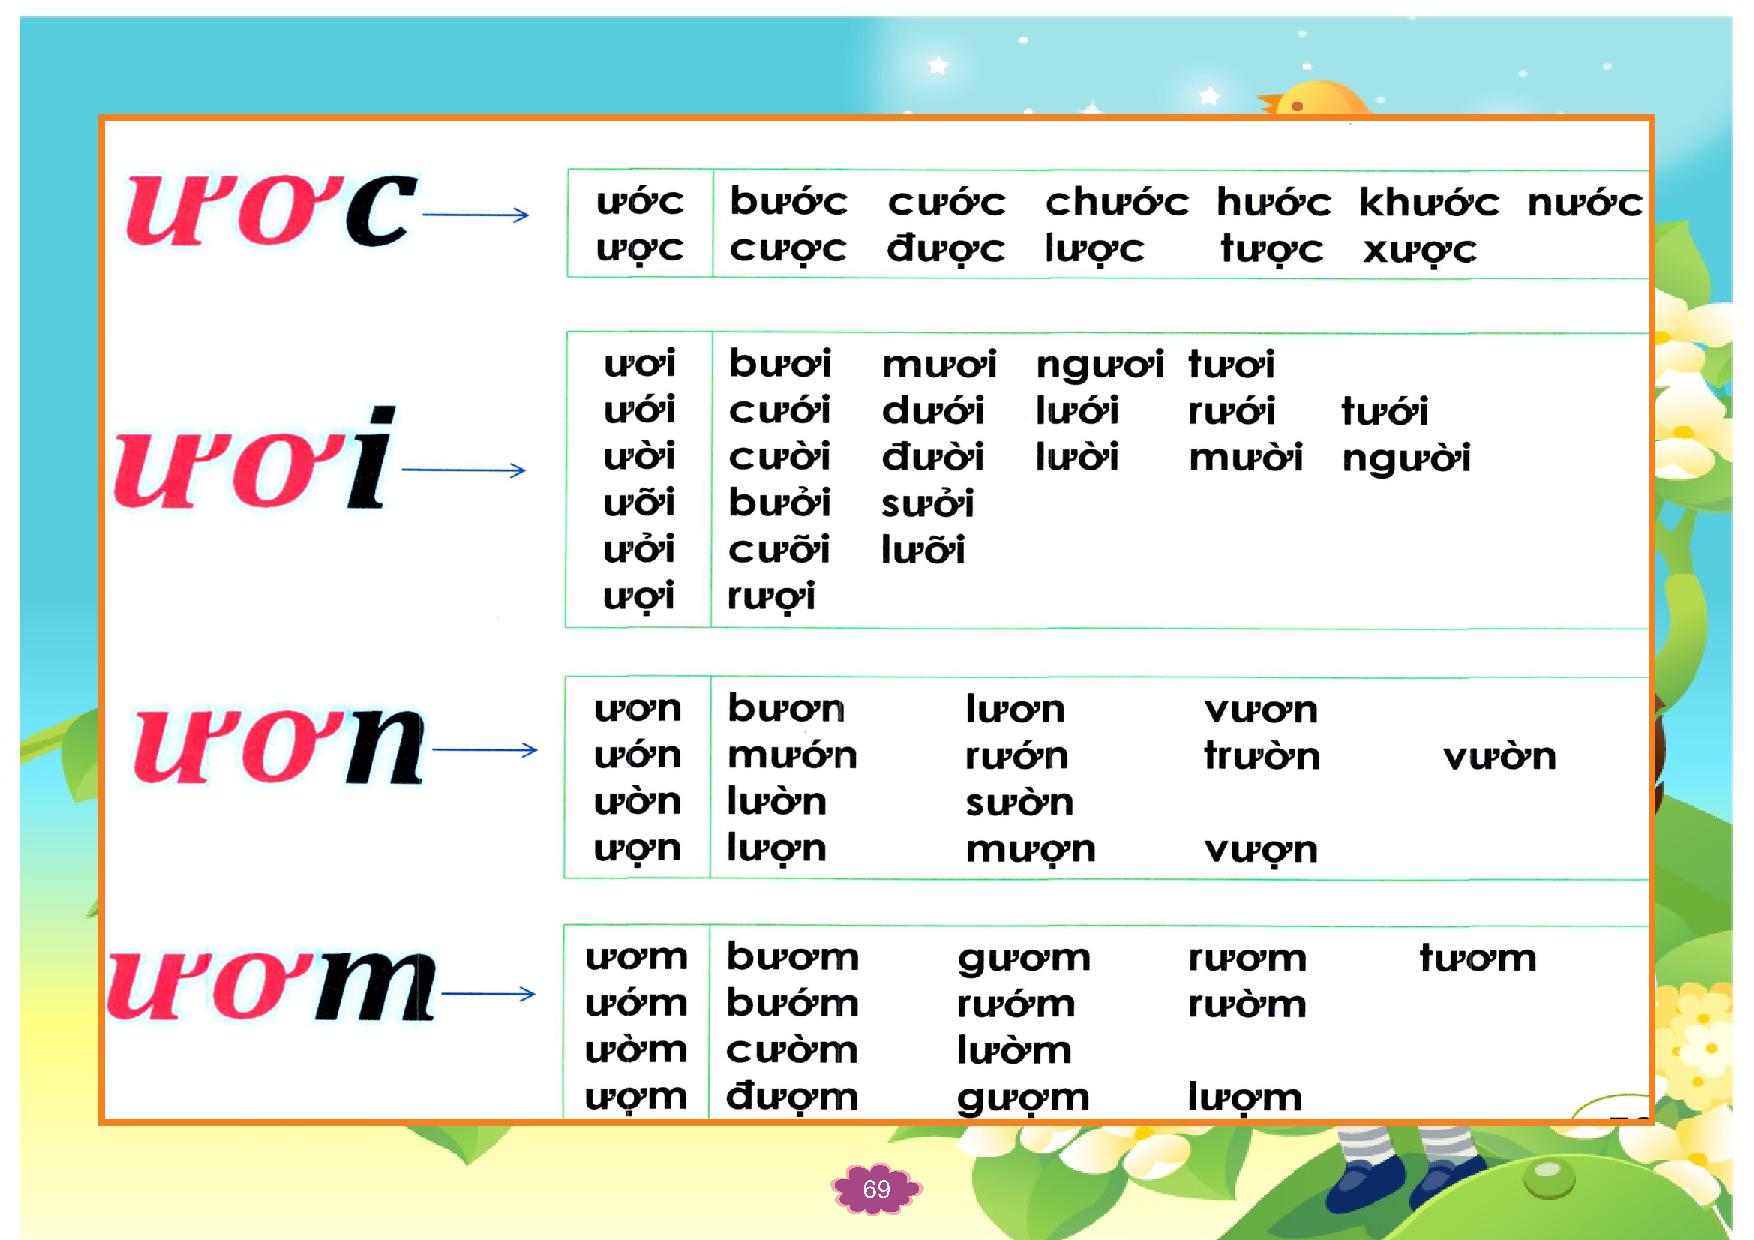 ươc
ước bước cước chước hước khước nước
ược cược được lược tược xược
ươi
ươi bươi mươi ngươi tươi
ưới cưới dưới lưới rưới tưới
ười cười đười lười mười người
ưỡi bưởi sưởi
ưởi cưỡi lưỡi
ượi rượi
ươn
ươn bươn lươn vươn
ướn mướn rướn trườn vườn
ườn lườn sườn
ượn lượn mượn vượn
ươm
ươm bươm gươm rươm tươm
ướm bướm rướm rườm
ườm cườm lườm
ượm đượm gượm lượm
69